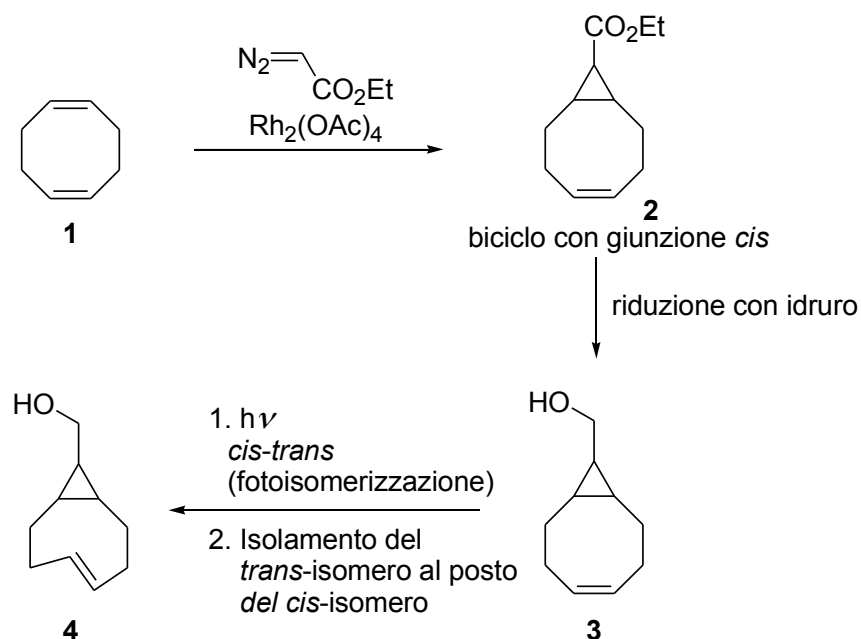 CO₂Et
N₂
CO₂Et
Rh₂(OAc)₄
1
2
biciclo con giunzione cis
riduzione con idruro
HO
1. hν
cis-trans
(fotoisomerizzazione)
2. Isolamento del
trans-isomero al posto
del cis-isomero
HO
4
3